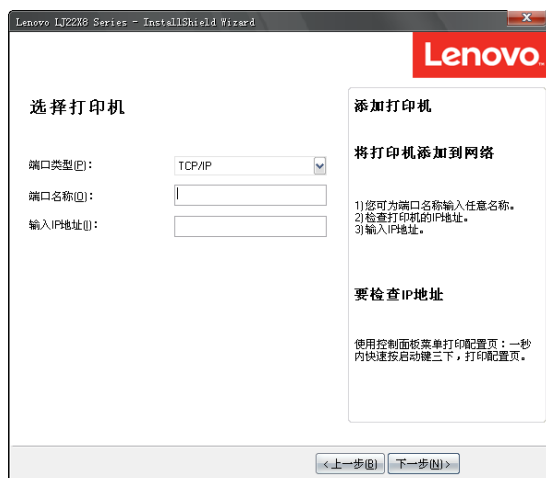 Lenovo LJ22X8 Series - InstallShield Wizard
Lenovo
选择打印机
端口类型(P):
TCP/IP
端口名称(O):
输入IP地址(I):
添加打印机
将打印机添加到网络
1)您可为端口名称输入任意名称。
2)检查打印机的IP地址。
3)输入IP地址。
要检查IP地址
使用控制面板菜单打印配置页：一秒
内快速按启动键三下，打印配置页。
<上一步(B)
下一步(N)>